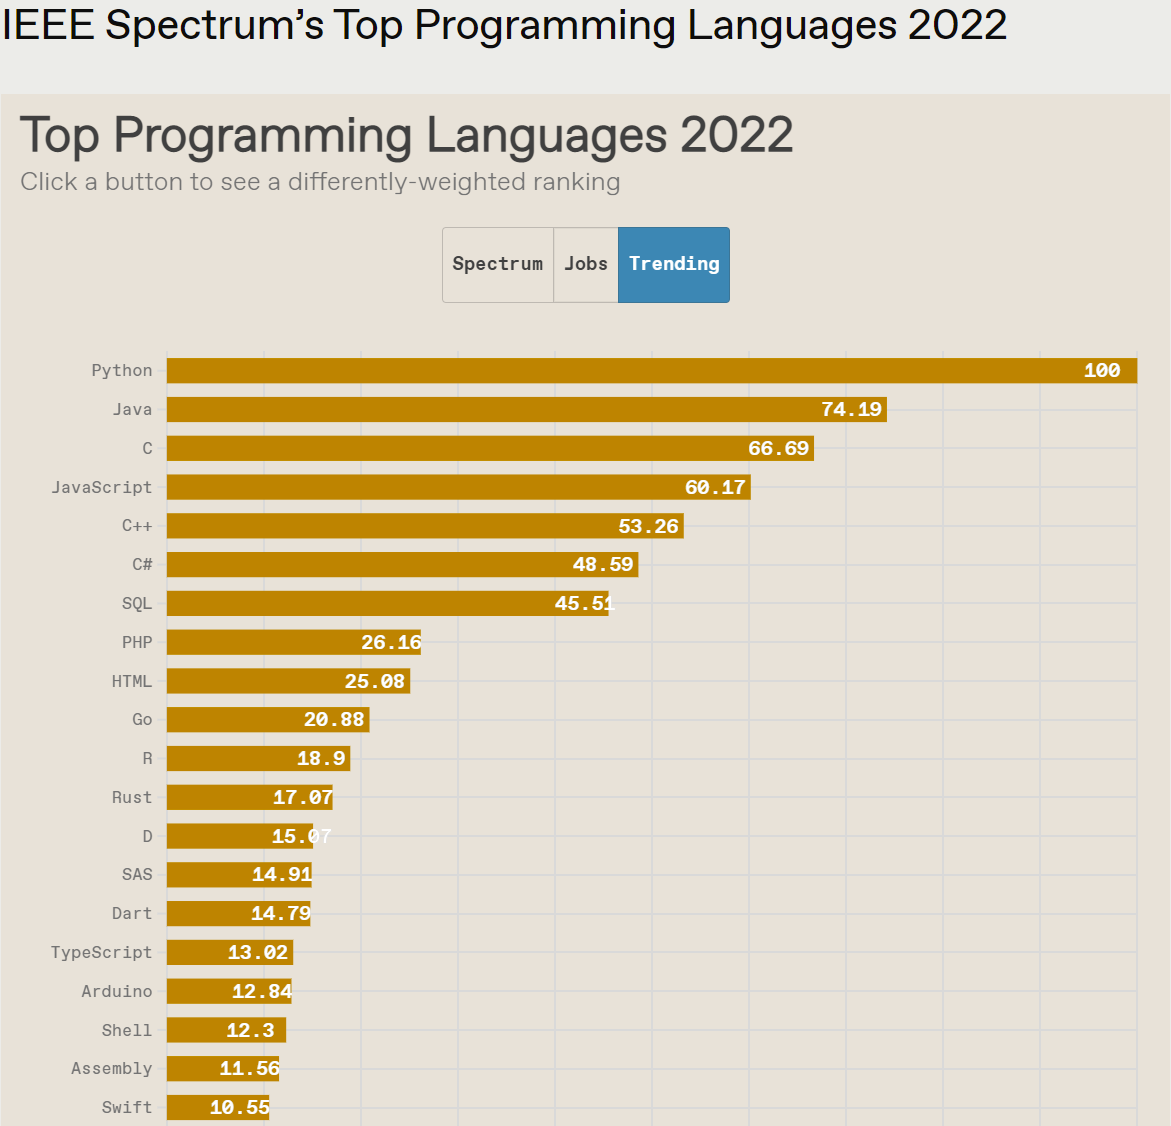 IEEE Spectrum’s Top Programming Languages 2022
Top Programming Languages 2022
Click a button to see a differently-weighted ranking
Spectrum Jobs Trending
Python 100
Java 74.19
C 66.69
JavaScript 60.17
C++ 53.26
C# 48.59
SQL 45.51
PHP 26.16
HTML 25.08
Go 20.88
R 18.9
Rust 17.07
D 15.07
SAS 14.91
Dart 14.79
TypeScript 13.02
Arduino 12.84
Shell 12.3
Assembly 11.56
Swift 10.55